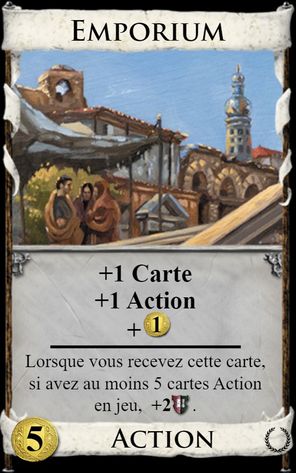 EMPORIUM
+1 Carte
+1 Action
+ 1
Lorsque vous recevez cette carte,
si avez au moins 5 cartes Action
en jeu, +2 .
5 ACTION